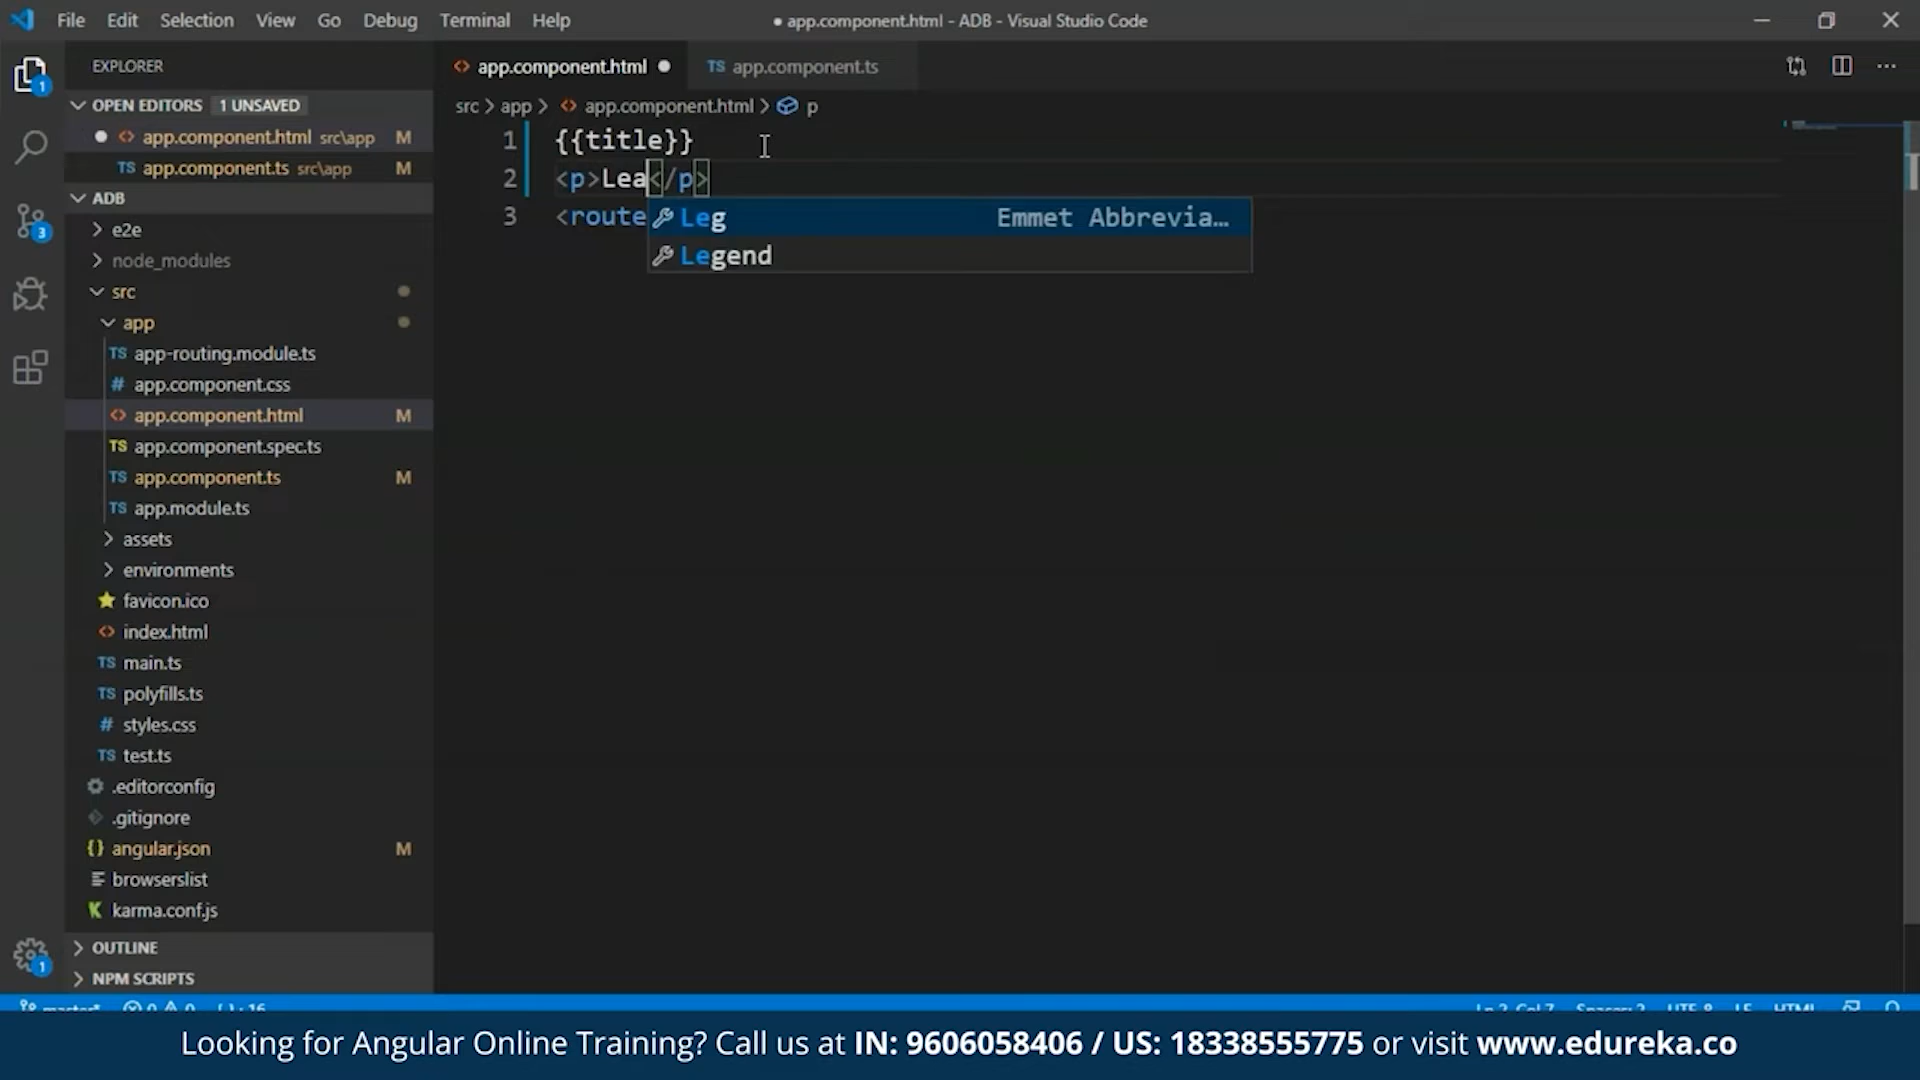 File Edit Selection View Go Debug Terminal Help
● app.component.html - ADB - Visual Studio Code
EXPLORER
OPEN EDITORS 1 UNSAVED
app.component.html src\app M
TS app.component.ts src\app M
ADB
e2e
node_modules
src
app
TS app-routing.module.ts
# app.component.css
<> app.component.html M
TS app.component.spec.ts
TS app.component.ts M
TS app.module.ts
assets
environments
favicon.ico
<> index.html
TS main.ts
TS polyfills.ts
# styles.css
TS test.ts
.editorconfig
.gitignore
{} angular.json M
browserslist
karma.conf.js
OUTLINE
NPM SCRIPTS
1
3
1
<> app.component.html ●
TS app.component.ts
src > app > <> app.component.html > p
1 {{title}}
2 <p>Lea</p>
3 <route
Leg Emmet Abbrevia…
Legend
Looking for Angular Online Training? Call us at IN: 9606058406 / US: 18338555775 or visit www.edureka.co